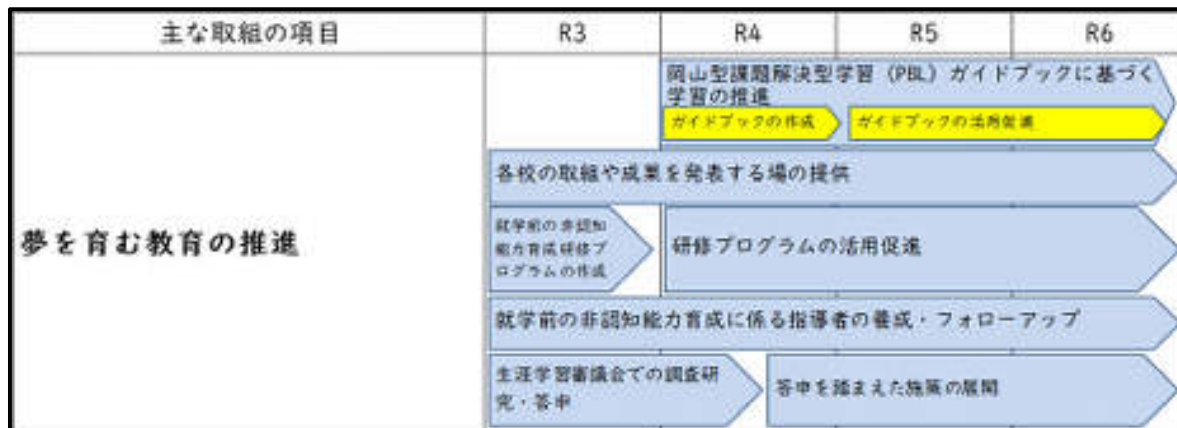 主な取組の項目 R3 R4 R5 R6
岡山型課題解決型学習（PBL）ガイドブックに基づく
学習の推進
ガイドブックの作成 ガイドブックの活用促進
各校の取組や成果を発表する場の提供
夢を育む教育の推進
就学前の非認知
能力育成研修プ
ログラムの作成
研修プログラムの活用促進
就学前の非認知能力育成に係る指導者の養成・フォローアップ
生涯学習審議会での調査研
究・答申
答申を踏まえた施策の展開